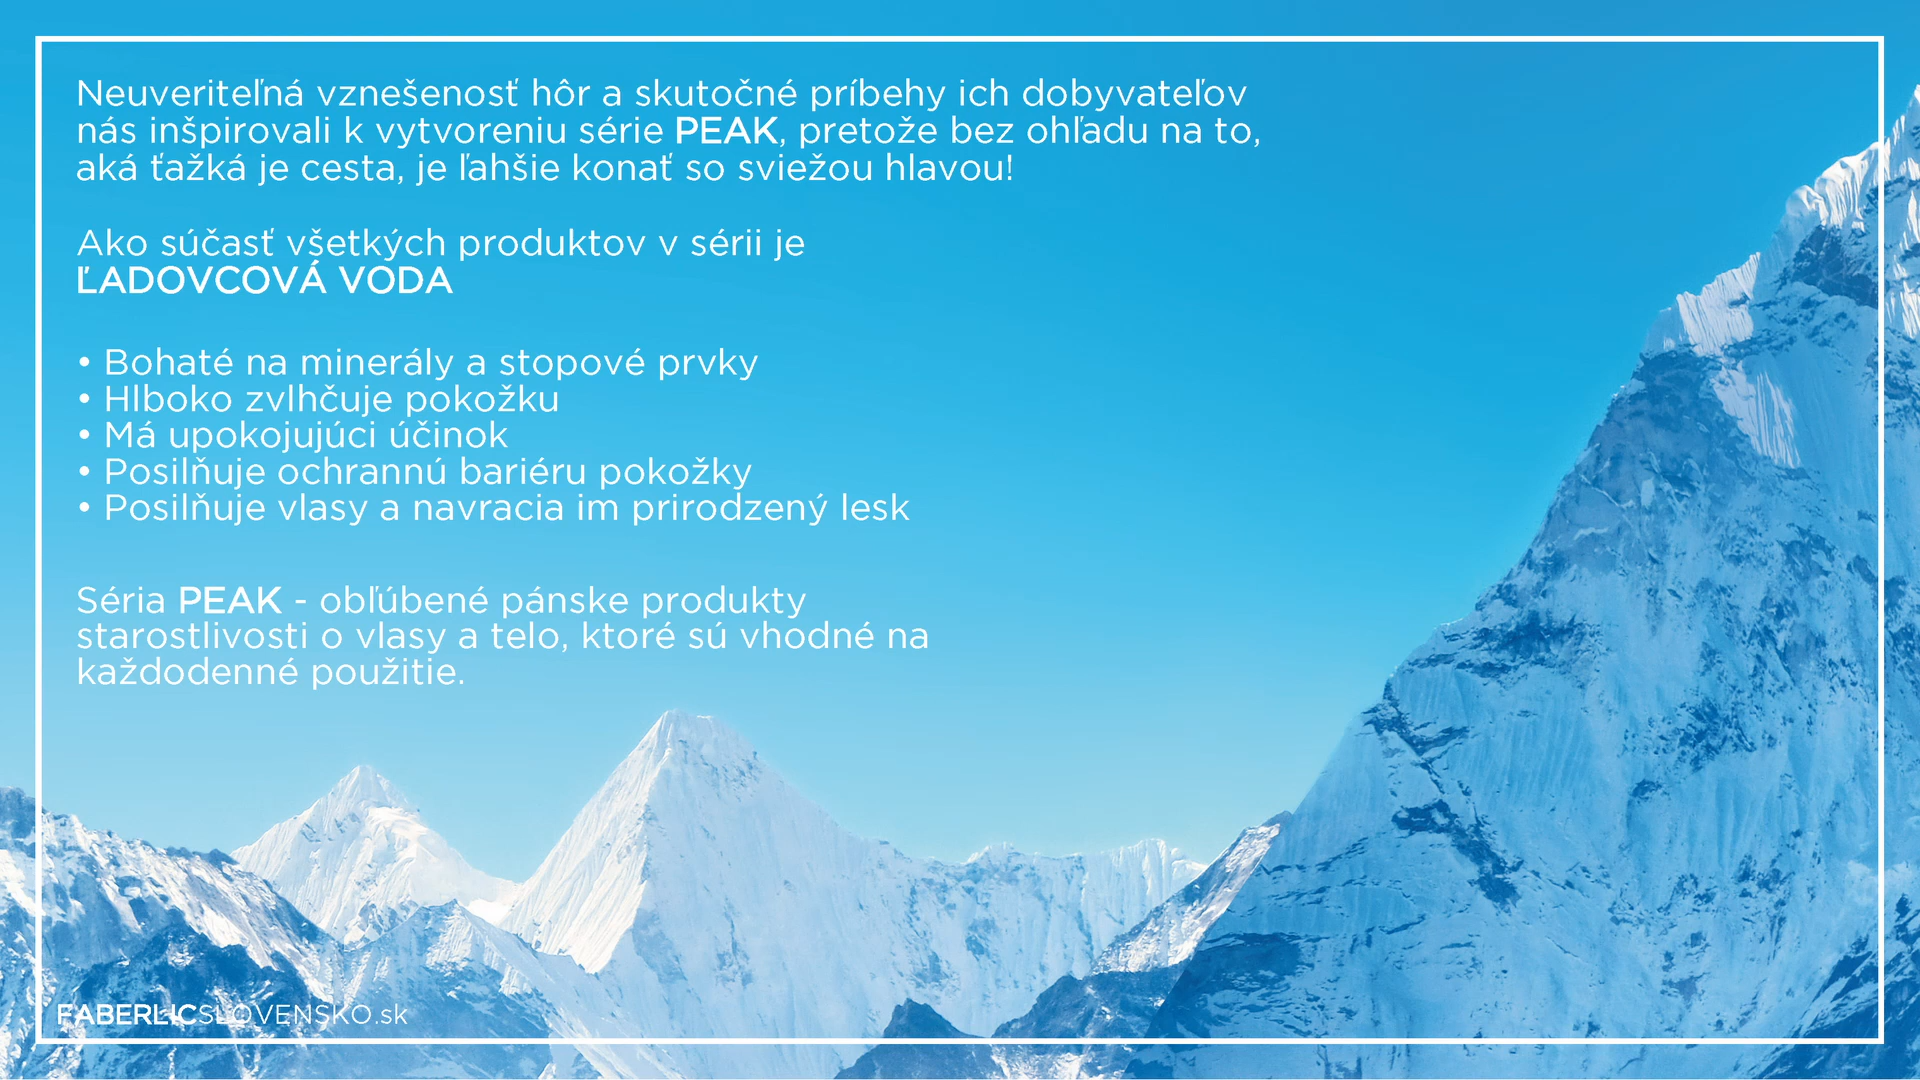 Neuveriteľná vznešenosť hôr a skutočné príbehy ich dobyvateľov
nás inšpirovali k vytvoreniu série PEAK, pretože bez ohľadu na to,
aká ťažká je cesta, je ľahšie konať so sviežou hlavou!
Ako súčasť všetkých produktov v sérii je
ĽADOVCOVÁ VODA
• Bohaté na minerály a stopové prvky
• Hlboko zvlhčuje pokožku
• Má upokojujúci účinok
• Posilňuje ochrannú bariéru pokožky
• Posilňuje vlasy a navracia im prirodzený lesk
Séria PEAK - obľúbené pánske produkty
starostlivosti o vlasy a telo, ktoré sú vhodné na
každodenné použitie.
FABERLICSLOVENSKO.sk